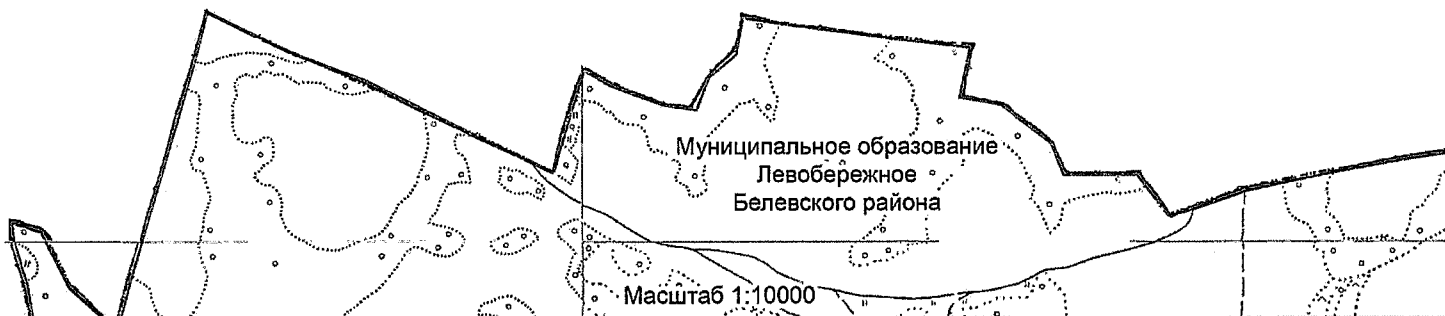 Муниципальное образование
Левобережное
Белевского района
Масштаб 1:10000